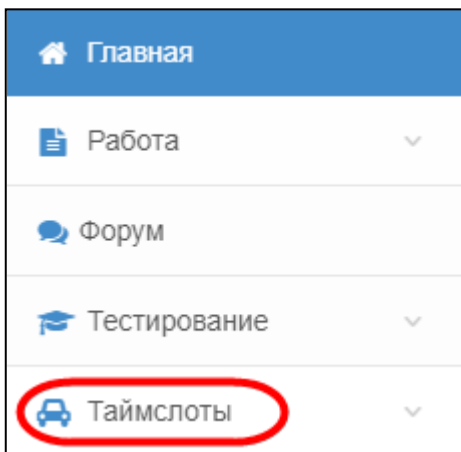 Главная
Работа
Форум
Тестирование
Таймслоты